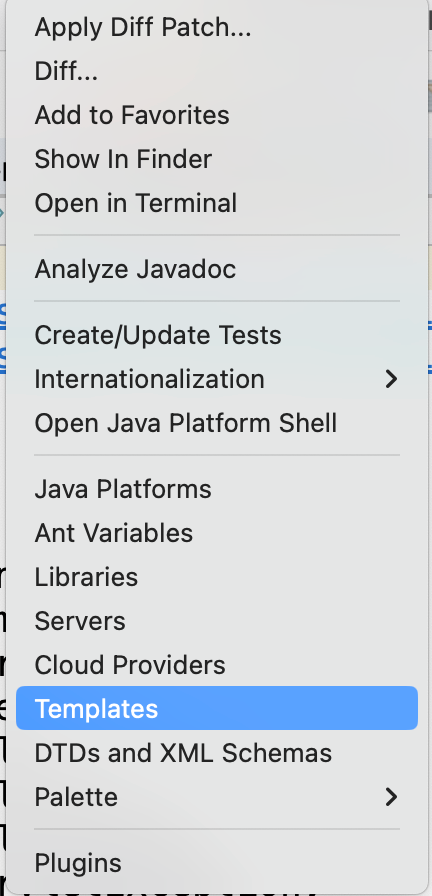 Apply Diff Patch...
Diff...
Add to Favorites
Show In Finder
Open in Terminal
Analyze Javadoc
Create/Update Tests
Internationalization
Open Java Platform Shell
Java Platforms
Ant Variables
Libraries
Servers
Cloud Providers
Templates
DTDs and XML Schemas
Palette
Plugins